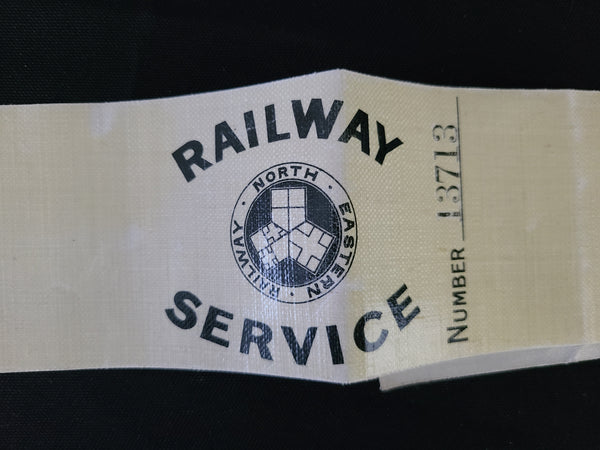 RAILWAY
· NORTH · EASTERN · RAILWAY
SERVICE
NUMBER 13713